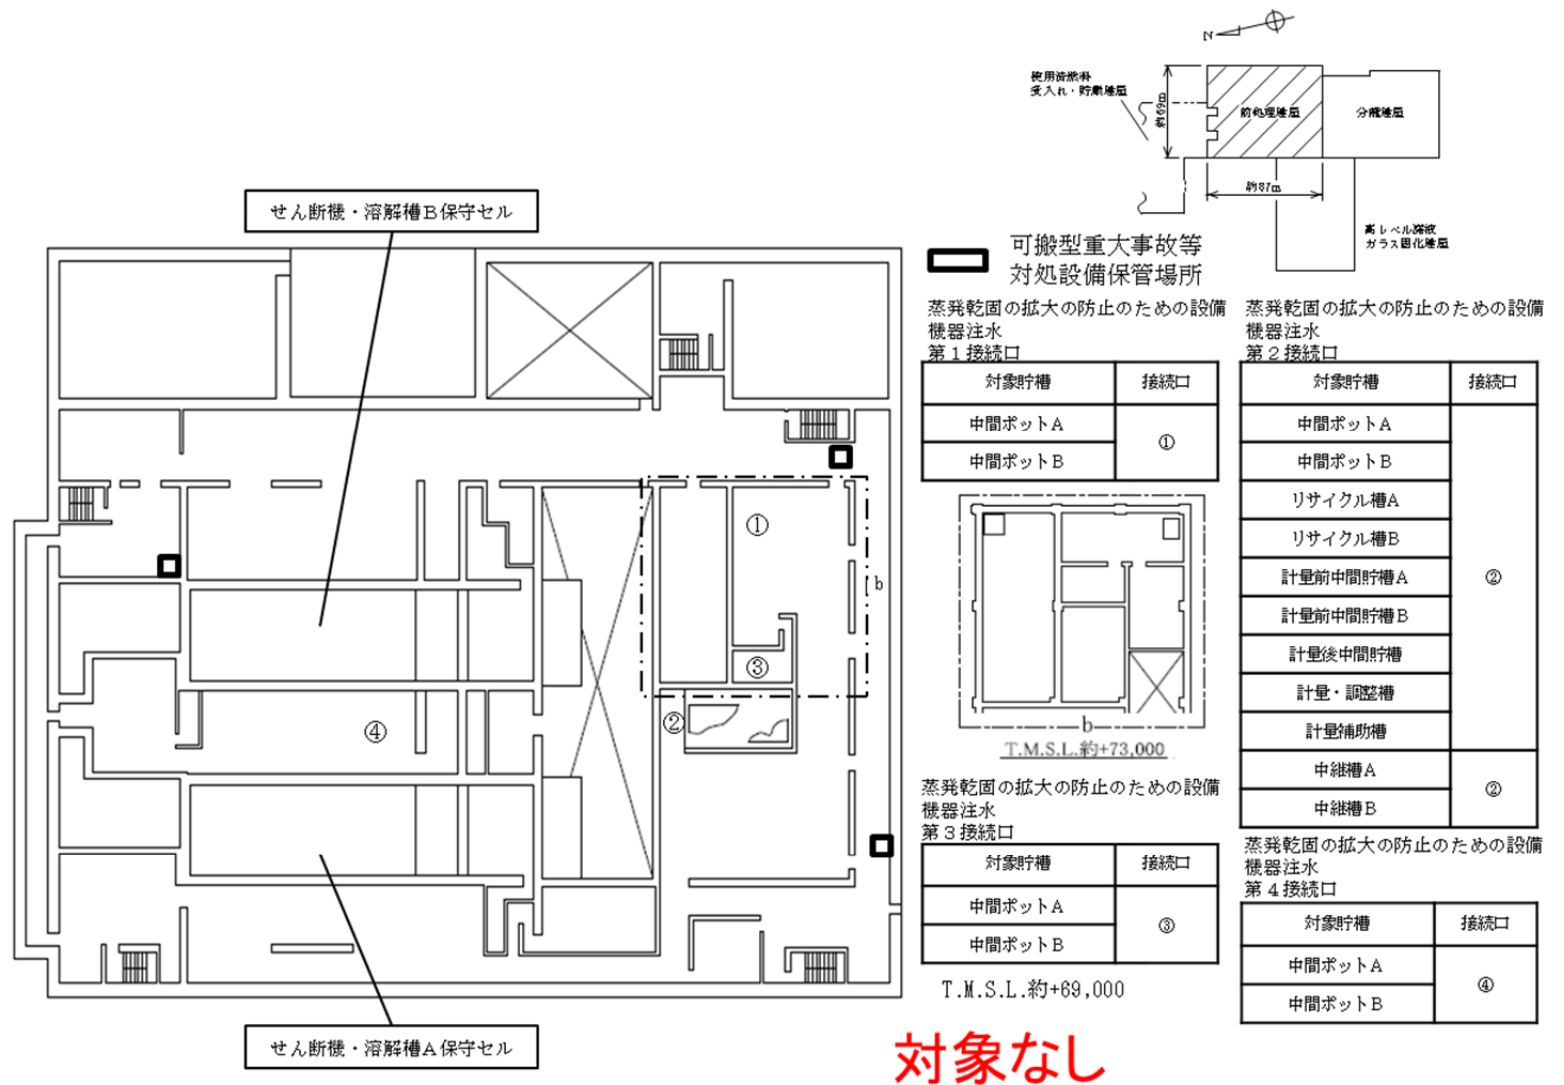 N
使用済燃料
受入れ・貯蔵建屋
約69m
前処理建屋
分離建屋
約87m
高レベル廃液
ガラス固化建屋
せん断機・溶解槽B保守セル
可搬型重大事故等
対処設備保管場所
蒸発乾固の拡大の防止のための設備
機器注水
第1接続口
対象貯槽 接続口
中間ポットA
①
中間ポットB
蒸発乾固の拡大の防止のための設備
機器注水
第2接続口
対象貯槽 接続口
中間ポットA
中間ポットB
リサイクル槽A
リサイクル槽B
計量前中間貯槽A
②
計量前中間貯槽B
計量後中間貯槽
計量・調整槽
計量補助槽
中継槽A
②
中継槽B
①
b
③
②
④
b
T.M.S.L.約+73,000
蒸発乾固の拡大の防止のための設備
機器注水
第3接続口
対象貯槽 接続口
中間ポットA
③
中間ポットB
蒸発乾固の拡大の防止のための設備
機器注水
第4接続口
対象貯槽 接続口
中間ポットA
④
中間ポットB
T.M.S.L.約+69,000
せん断機・溶解槽A保守セル
対象なし